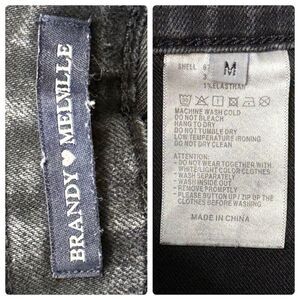 BRANDY ♥ MELVILLE
SHELL
M
1% ELASTAN
MACHINE WASH COLD
DO NOT BLEACH
HANG TO DRY
DO NOT TUMBLE DRY
LOW TEMPERATURE IRONING
DO NOT DRY CLEAN
ATTENTION:
- DO NOT WEAR TOGETHER WITH
WHITE/LIGHT COLOR CLOTHES
- WASH SEPARATELY
- WASH INSIDE OUT
- REMOVE PROMPTLY
- PLEASE BUTTON UP / ZIP UP THE
CLOTHES BEFORE WASHING
MADE IN CHINA